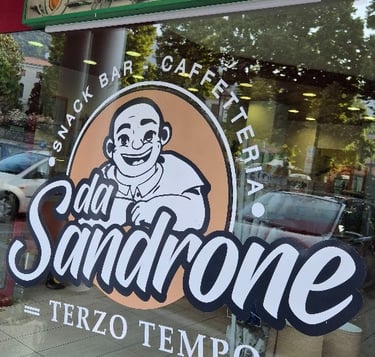 • SNACK BAR • CAFFETTERIA •
da
Sandrone
= TERZO TEMPO